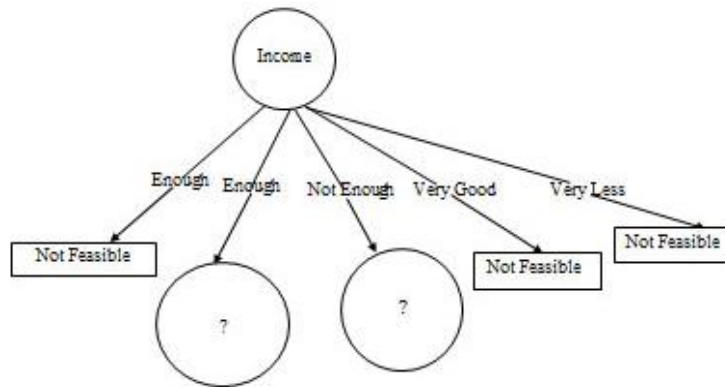 Income
Enough
Enough
Not Enough
Very Good
Very Less
Not Feasible
?
?
Not Feasible
Not Feasible